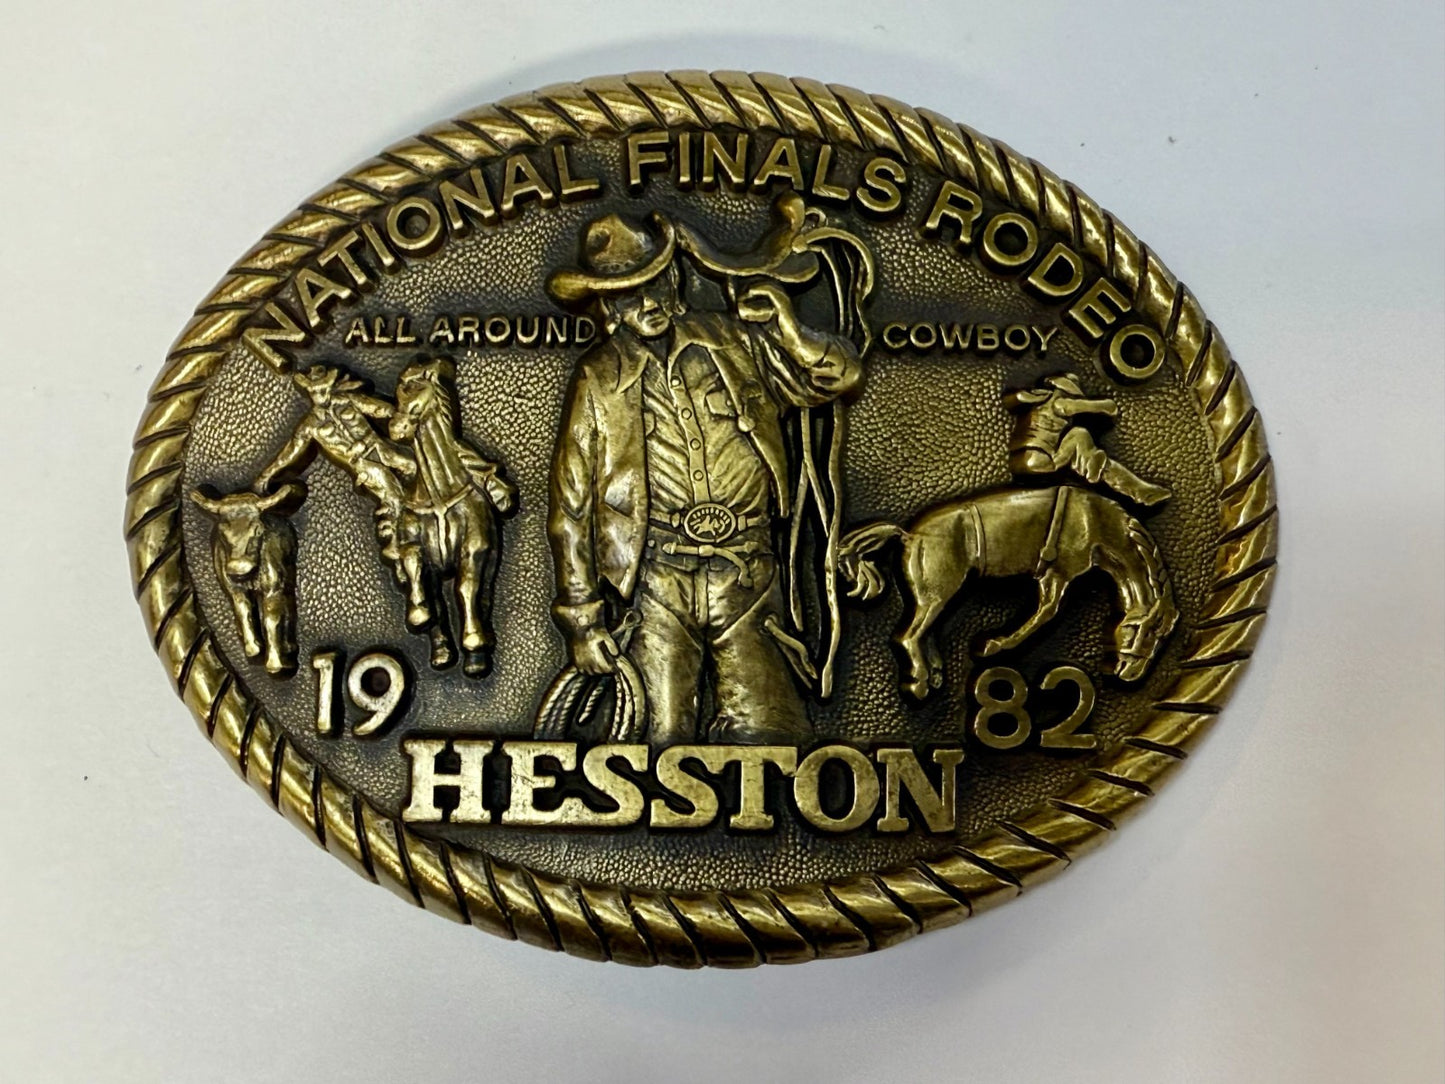 NATIONAL FINALS RODEO
ALL AROUND COWBOY
19 82
HESSTON